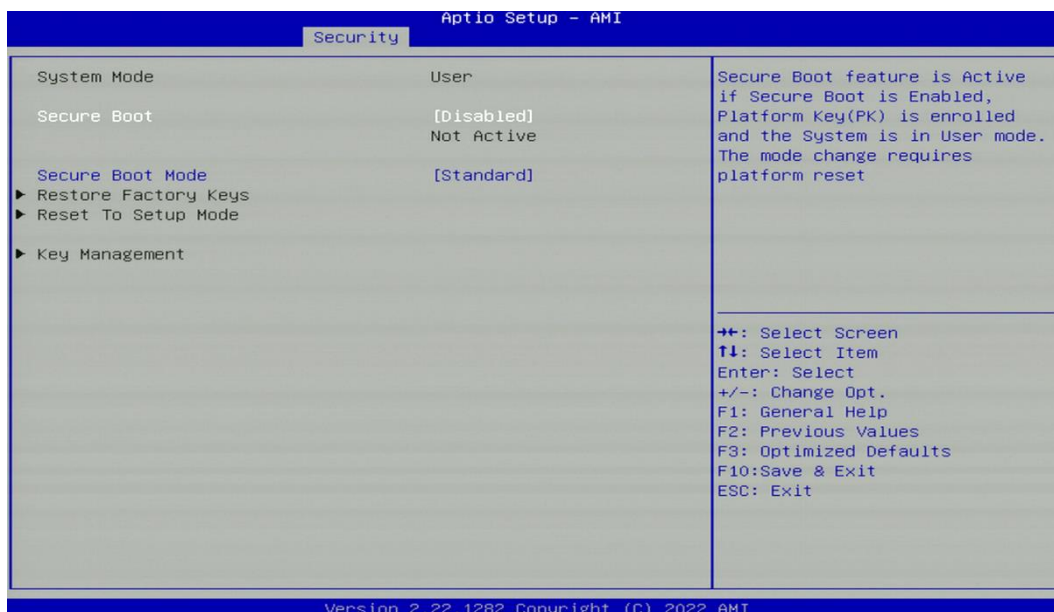 Aptio Setup - AMI
Security
System Mode User
Secure Boot [Disabled]
Not Active
Secure Boot Mode [Standard]
► Restore Factory Keys
► Reset To Setup Mode
► Key Management
Secure Boot feature is Active
if Secure Boot is Enabled,
Platform Key(PK) is enrolled
and the System is in User mode.
The mode change requires
platform reset
→←: Select Screen
↑↓: Select Item
Enter: Select
+/-: Change Opt.
F1: General Help
F2: Previous Values
F3: Optimized Defaults
F10:Save & Exit
ESC: Exit
Version 2.22.1282 Copyright (C) 2022 AMI